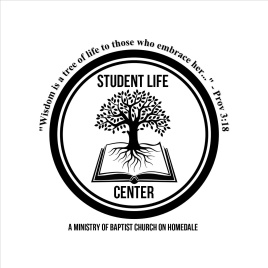 "Wisdom is a tree of life to those who embrace her..." - Prov 3:18
STUDENT LIFE
CENTER
A MINISTRY OF BAPTIST CHURCH ON HOMEDALE